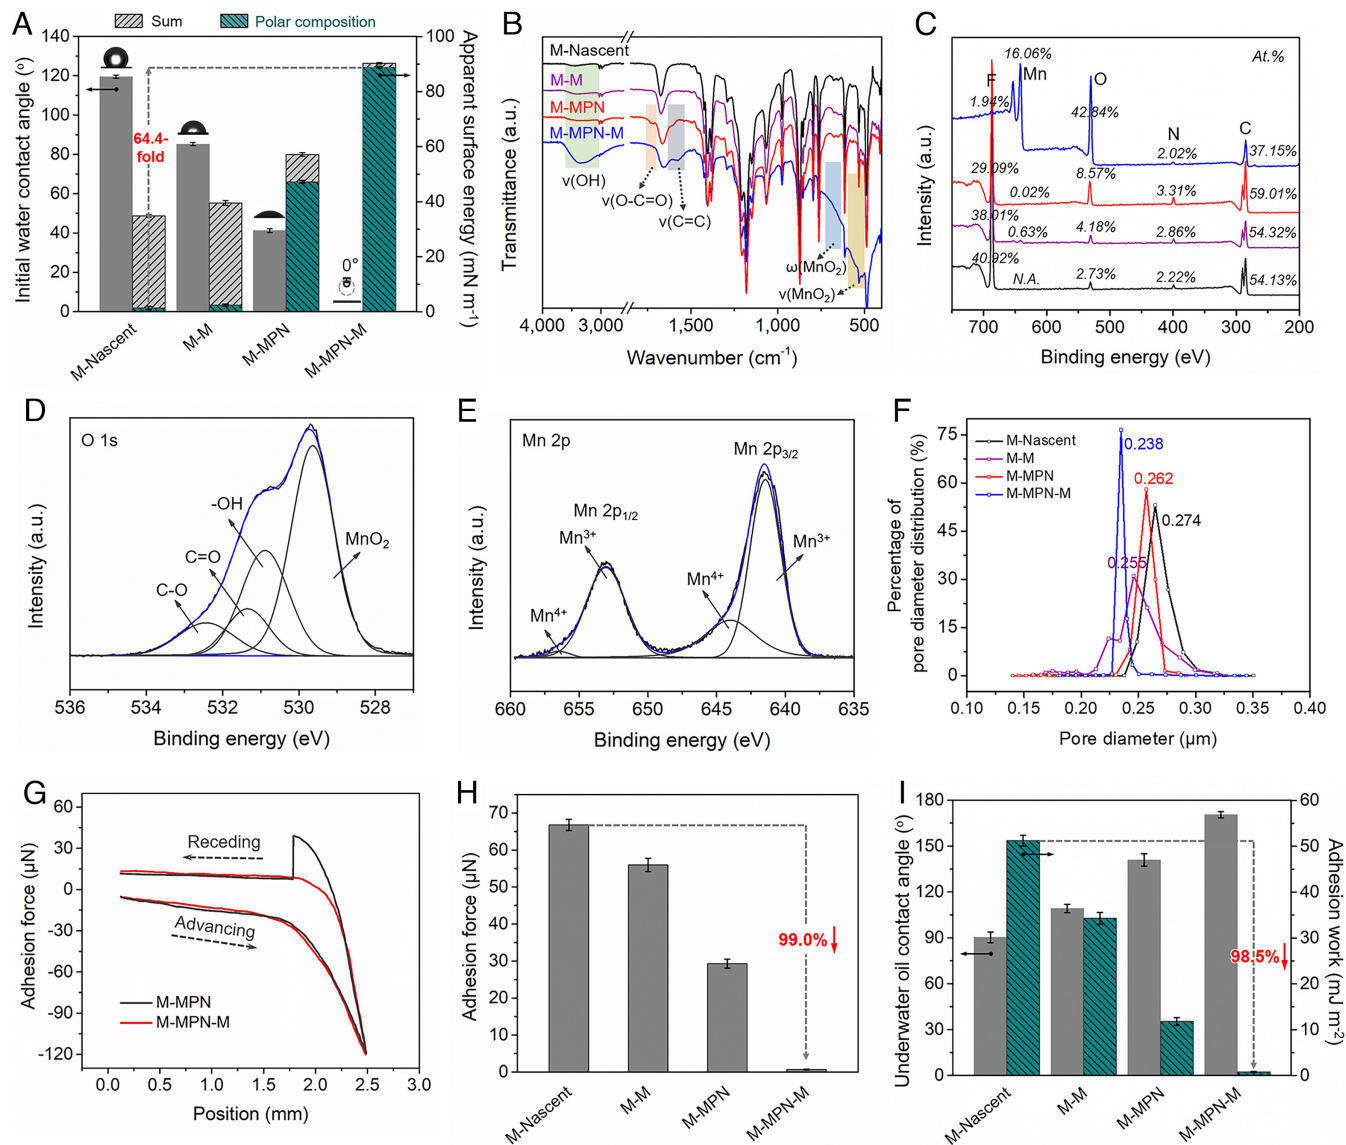 A
Sum
Polar composition
Initial water contact angle (°)
140
120
100
80
60
40
20
0
64.4-
fold
0°
100
80
60
40
20
0
Apparent surface energy (mN m-1)
M-Nascent
M-M
M-MPN
M-MPN-M
B
Transmittance (a.u.)
M-Nascent
M-M
M-MPN
M-MPN-M
ν(OH)
ν(O-C=O)
ν(C=C)
ω(MnO2)
ν(MnO2)
4,000
3,000
1,500
1,000
500
Wavenumber (cm-1)
C
Intensity (a.u.)
16.06%
At.%
F
Mn
O
N
C
1.94%
42.84%
2.02%
37.15%
29.09%
0.02%
8.57%
3.31%
59.01%
38.01%
0.63%
4.18%
2.86%
54.32%
40.92%
N.A.
2.73%
2.22%
54.13%
700
600
500
400
300
200
Binding energy (eV)
D
O 1s
Intensity (a.u.)
-OH
C=O
C-O
MnO2
536
534
532
530
528
Binding energy (eV)
E
Mn 2p
Intensity (a.u.)
Mn 2p3/2
Mn 2p1/2
Mn3+
Mn3+
Mn4+
Mn4+
660
655
650
645
640
635
Binding energy (eV)
F
Percentage of
pore diameter distribution (%)
75
60
45
30
15
0
M-Nascent
M-M
M-MPN
M-MPN-M
0.238
0.262
0.274
0.255
0.10
0.15
0.20
0.25
0.30
0.35
0.40
Pore diameter (μm)
G
Adhesion force (μN)
60
30
0
-30
-60
-90
-120
Receding
Advancing
M-MPN
M-MPN-M
0.0
0.5
1.0
1.5
2.0
2.5
3.0
Position (mm)
H
Adhesion force (μN)
70
60
50
40
30
20
10
0
99.0%
M-Nascent
M-M
M-MPN
M-MPN-M
I
Underwater oil contact angle (°)
180
150
120
90
60
30
0
98.5%
60
50
40
30
20
10
0
Adhesion work (mJ m-2)
M-Nascent
M-M
M-MPN
M-MPN-M